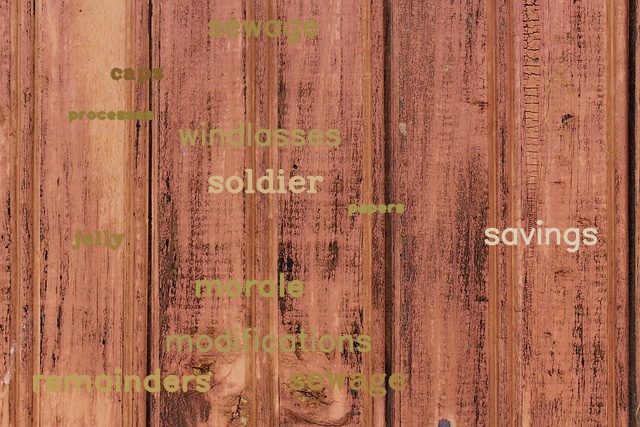 sewage
caps
processes
windlasses
soldier
papers
jelly
savings
morale
modifications
remainders
sewage